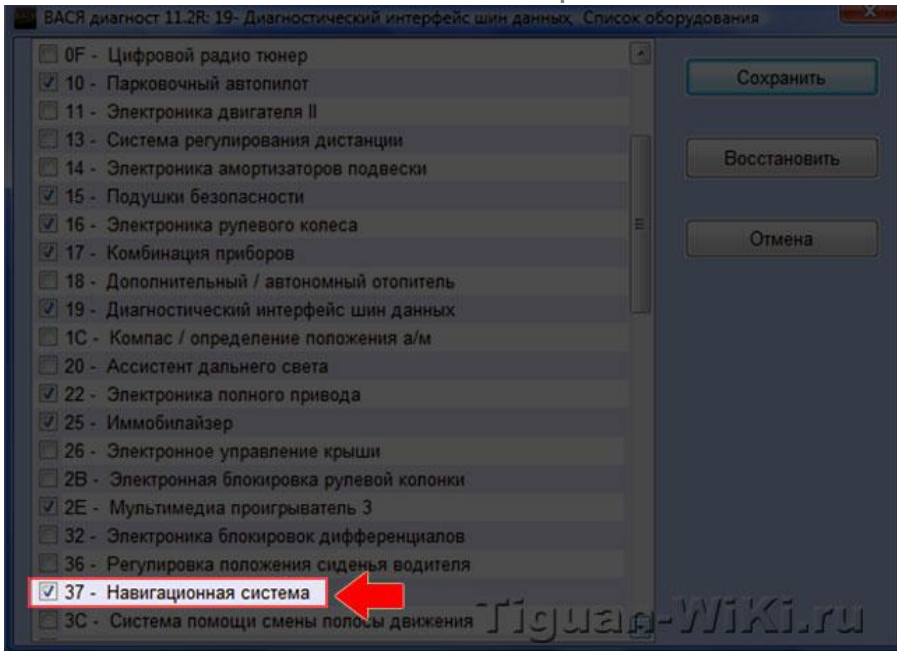 ВАСЯ диагност 11.2R: 19- Диагностический интерфейс шин данных, Список оборудования
0F - Цифровой радио тюнер
10 - Парковочный автопилот
11 - Электроника двигателя II
13 - Система регулирования дистанции
14 - Электроника амортизаторов подвески
15 - Подушки безопасности
16 - Электроника рулевого колеса
17 - Комбинация приборов
18 - Дополнительный / автономный отопитель
19 - Диагностический интерфейс шин данных
1C - Компас / определение положения а/м
20 - Ассистент дальнего света
22 - Электроника полного привода
25 - Иммобилайзер
26 - Электронное управление крыши
2B - Электронная блокировка рулевой колонки
2E - Мультимедиа проигрыватель 3
32 - Электроника блокировок дифференциалов
36 - Регулировка положения сиденья водителя
37 - Навигационная система
3C - Система помощи смены полосы движения
Сохранить
Восстановить
Отмена
Tiguan-WiKi.ru